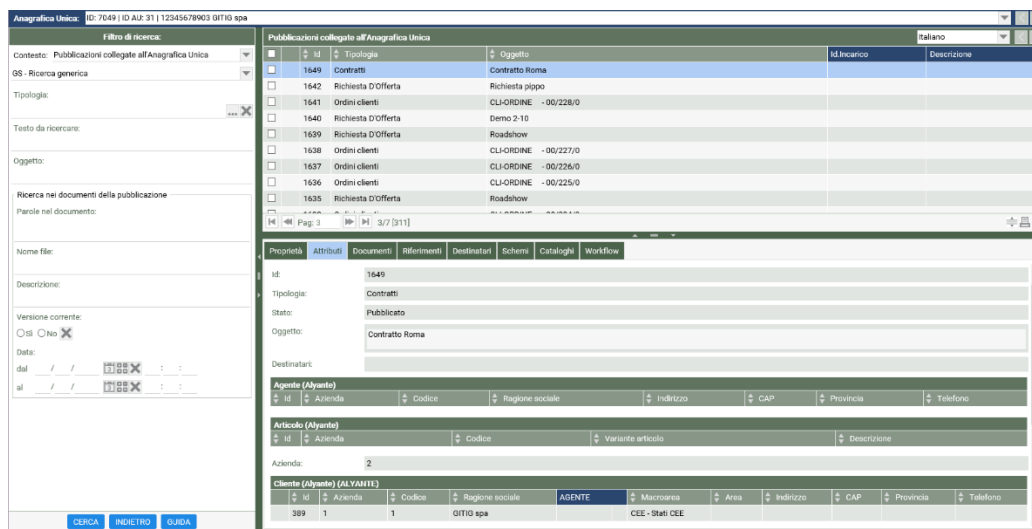 Anagrafica Unica: ID: 7049 | ID AU: 31 | 12345678903 GITIG spa
Filtro di ricerca:
Contesto: Pubblicazioni collegate all'Anagrafica Unica
GS - Ricerca generica
Tipologia:
...
Testo da ricercare:
Oggetto:
Ricerca nei documenti della pubblicazione
Parole nel documento:
Nome file:
Descrizione:
Versione corrente:
Sì No
Data:
dal / / : :
al / / : :
CERCA INDIETRO GUIDA
Pubblicazioni collegate all'Anagrafica Unica Italiano
Id Tipologia Oggetto Id.Incarico Descrizione
1649 Contratti Contratto Roma
1642 Richiesta D'Offerta Richiesta pippo
1641 Ordini clienti CLI-ORDINE - 00/228/0
1640 Richiesta D'Offerta Demo 2-10
1639 Richiesta D'Offerta Roadshow
1638 Ordini clienti CLI-ORDINE - 00/227/0
1637 Ordini clienti CLI-ORDINE - 00/226/0
1636 Ordini clienti CLI-ORDINE - 00/225/0
1635 Richiesta D'Offerta Roadshow
Pag: 3 3/7 [311]
Proprietà Attributi Documenti Riferimenti Destinatari Schemi Cataloghi Workflow
Id: 1649
Tipologia: Contratti
Stato: Pubblicato
Oggetto: Contratto Roma
Destinatari:
Agente (Alyante)
Id Azienda Codice Ragione sociale Indirizzo CAP Provincia Telefono
Articolo (Alyante)
Id Azienda Codice Variante articolo Descrizione
Azienda: 2
Cliente (Alyante) (ALYANTE)
Id Azienda Codice Ragione sociale AGENTE Macroarea Area Indirizzo CAP Provincia Telefono
389 1 1 GITIG spa CEE - Stati CEE